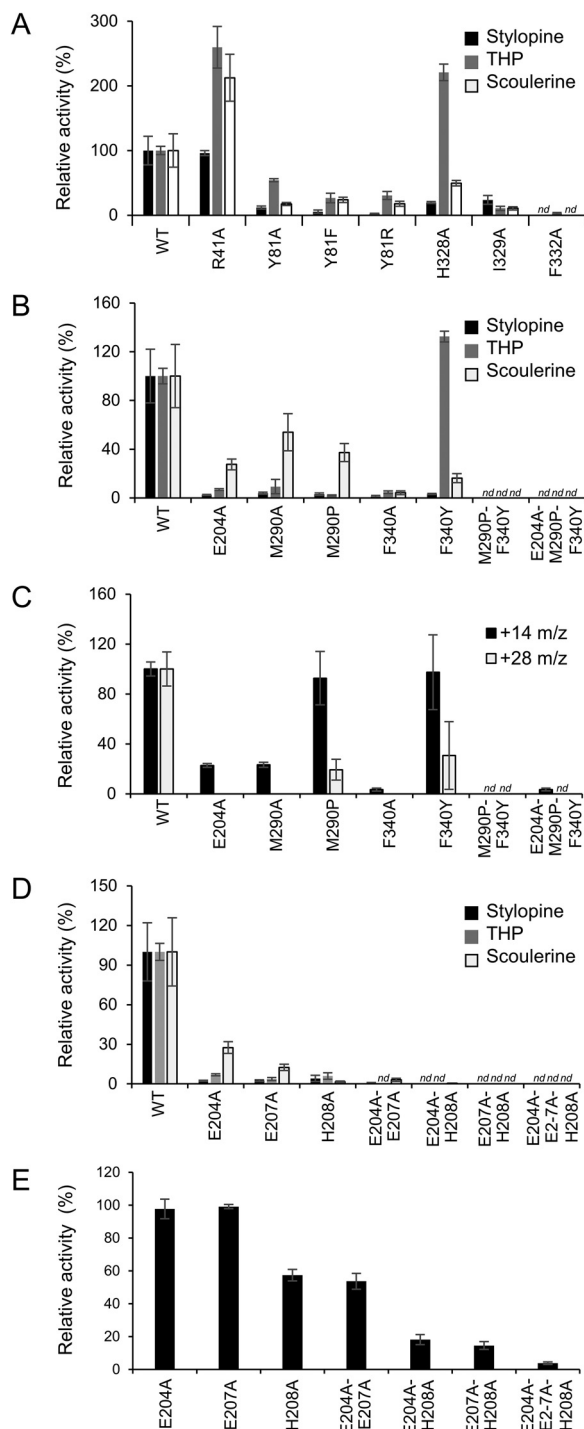 A
Relative activity (%)
300
200
100
0
Stylopine
THP
Scoulerine
nd nd
WT
R41A
Y81A
Y81F
Y81R
H328A
I329A
F332A
B
Relative activity (%)
160
120
80
40
0
Stylopine
THP
Scoulerine
nd nd nd nd nd nd
WT
E204A
M290A
M290P
F340A
F340Y
M290P-
F340Y
E204A-
M290P-
F340Y
C
Relative activity (%)
160
120
80
40
0
+14 m/z
+28 m/z
nd nd nd
WT
E204A
M290A
M290P
F340A
F340Y
M290P-
F340Y
E204A-
M290P-
F340Y
D
Relative activity (%)
150
120
90
60
30
0
Stylopine
THP
Scoulerine
nd nd nd nd nd nd nd nd nd
WT
E204A
E207A
H208A
E204A-
E207A
E204A-
H208A
E207A-
H208A
E204A-
E2-7A-
H208A
E
Relative activity (%)
120
100
80
60
40
20
0
E204A
E207A
H208A
E204A-
E207A
E204A-
H208A
E207A-
H208A
E204A-
E2-7A-
H208A